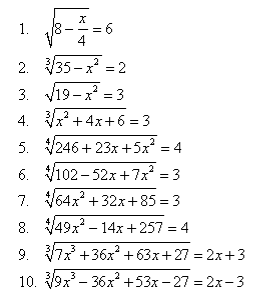 1. √(8 − x/4) = 6
2. ∛(35 − x²) = 2
3. √(19 − x²) = 3
4. ∛(x² + 4x + 6) = 3
5. ∜(246 + 23x + 5x²) = 4
6. ∜(102 − 52x + 7x²) = 3
7. ∜(64x² + 32x + 85) = 3
8. ∜(49x² − 14x + 257) = 4
9. ∛(7x³ + 36x² + 63x + 27) = 2x + 3
10. ∛(9x³ − 36x² + 53x − 27) = 2x − 3